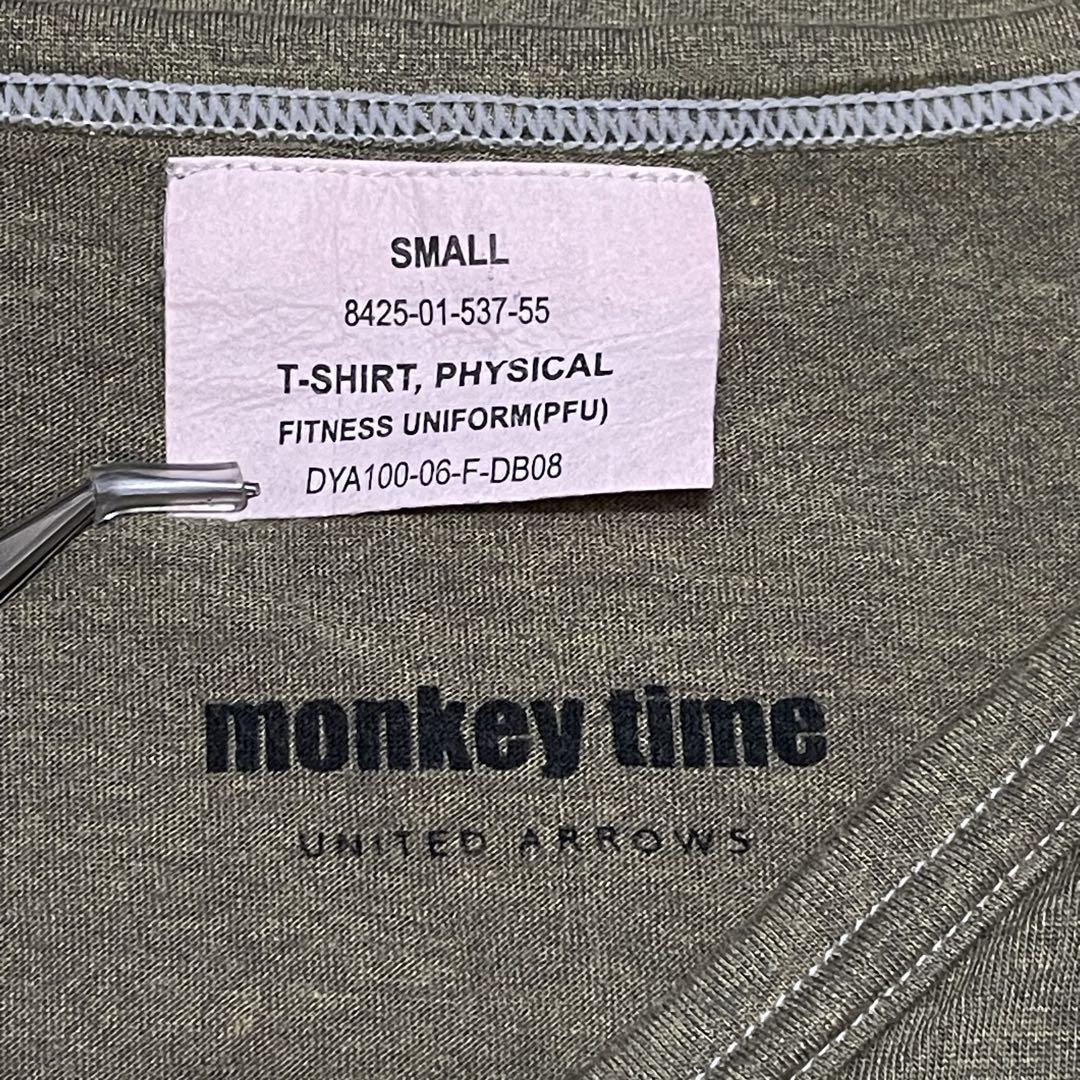 SMALL
8425-01-537-55
T-SHIRT, PHYSICAL
FITNESS UNIFORM(PFU)
DYA100-06-F-DB08
monkey time
UNITED ARROWS